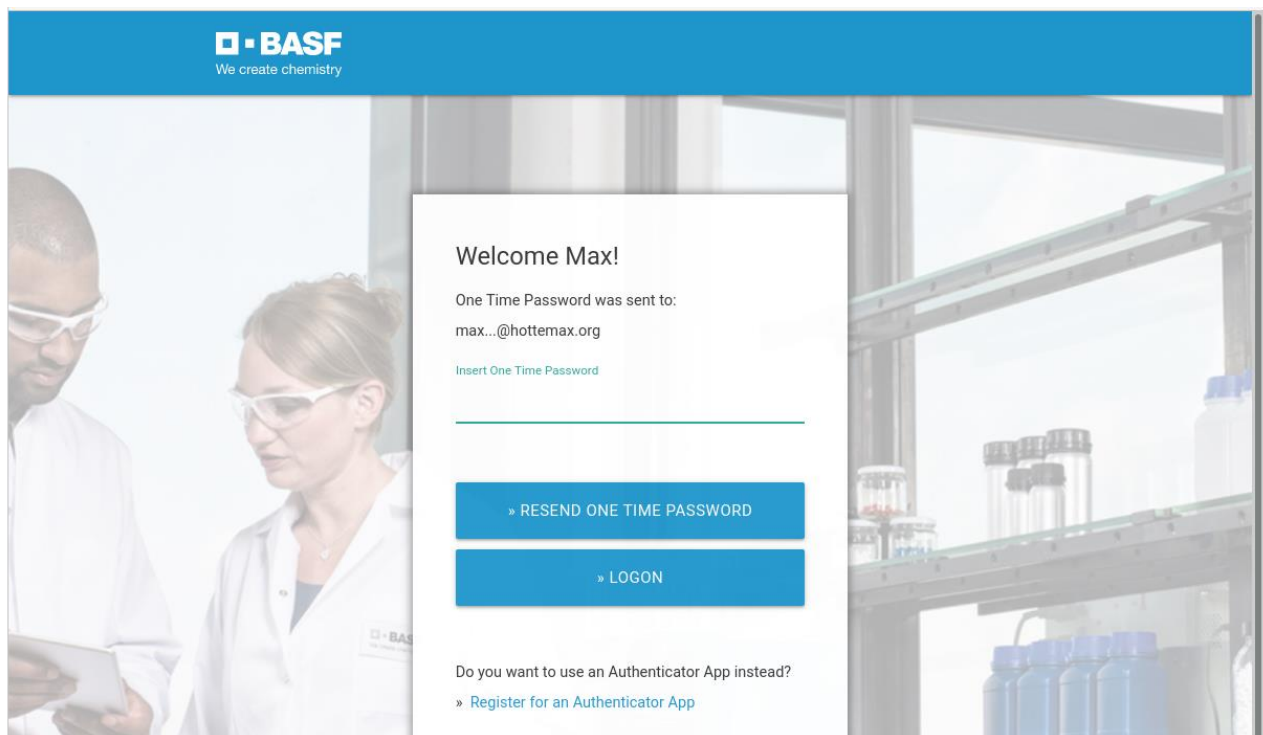 BASF
We create chemistry
Welcome Max!
One Time Password was sent to:
max...@hottemax.org
Insert One Time Password
» RESEND ONE TIME PASSWORD
» LOGON
Do you want to use an Authenticator App instead?
» Register for an Authenticator App